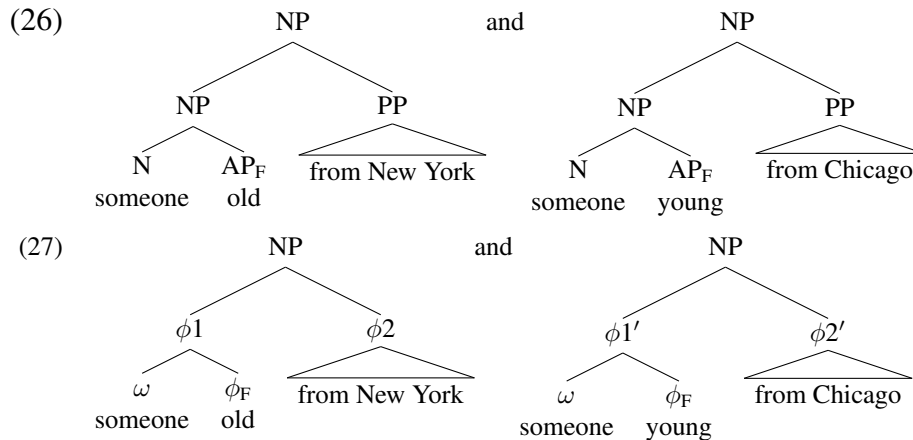 (26) NP and NP
NP PP NP PP
N AP_F from New York N AP_F from Chicago
someone old someone young
(27) NP and NP
ϕ1 ϕ2 ϕ1′ ϕ2′
ω ϕ_F from New York ω ϕ_F from Chicago
someone old someone young